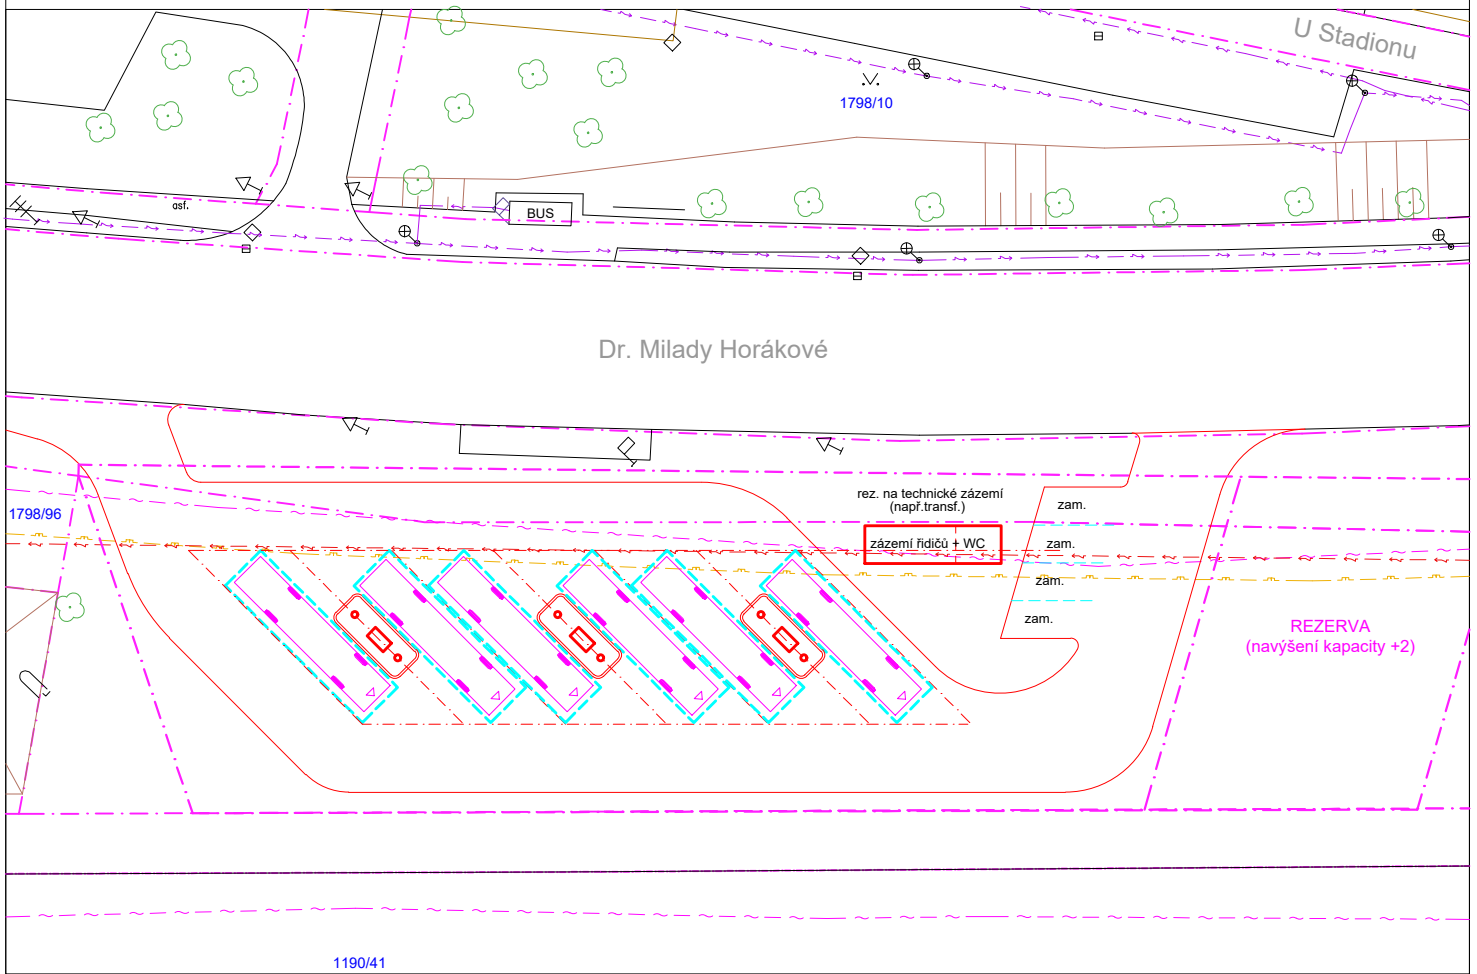 U Stadionu
1798/10
asf.
BUS
Dr. Milady Horákové
rez. na technické zázemí
(např.transf.)
zázemí řidičů + WC
zam.
zam.
zam.
zam.
1798/96
REZERVA
(navýšení kapacity +2)
1190/41